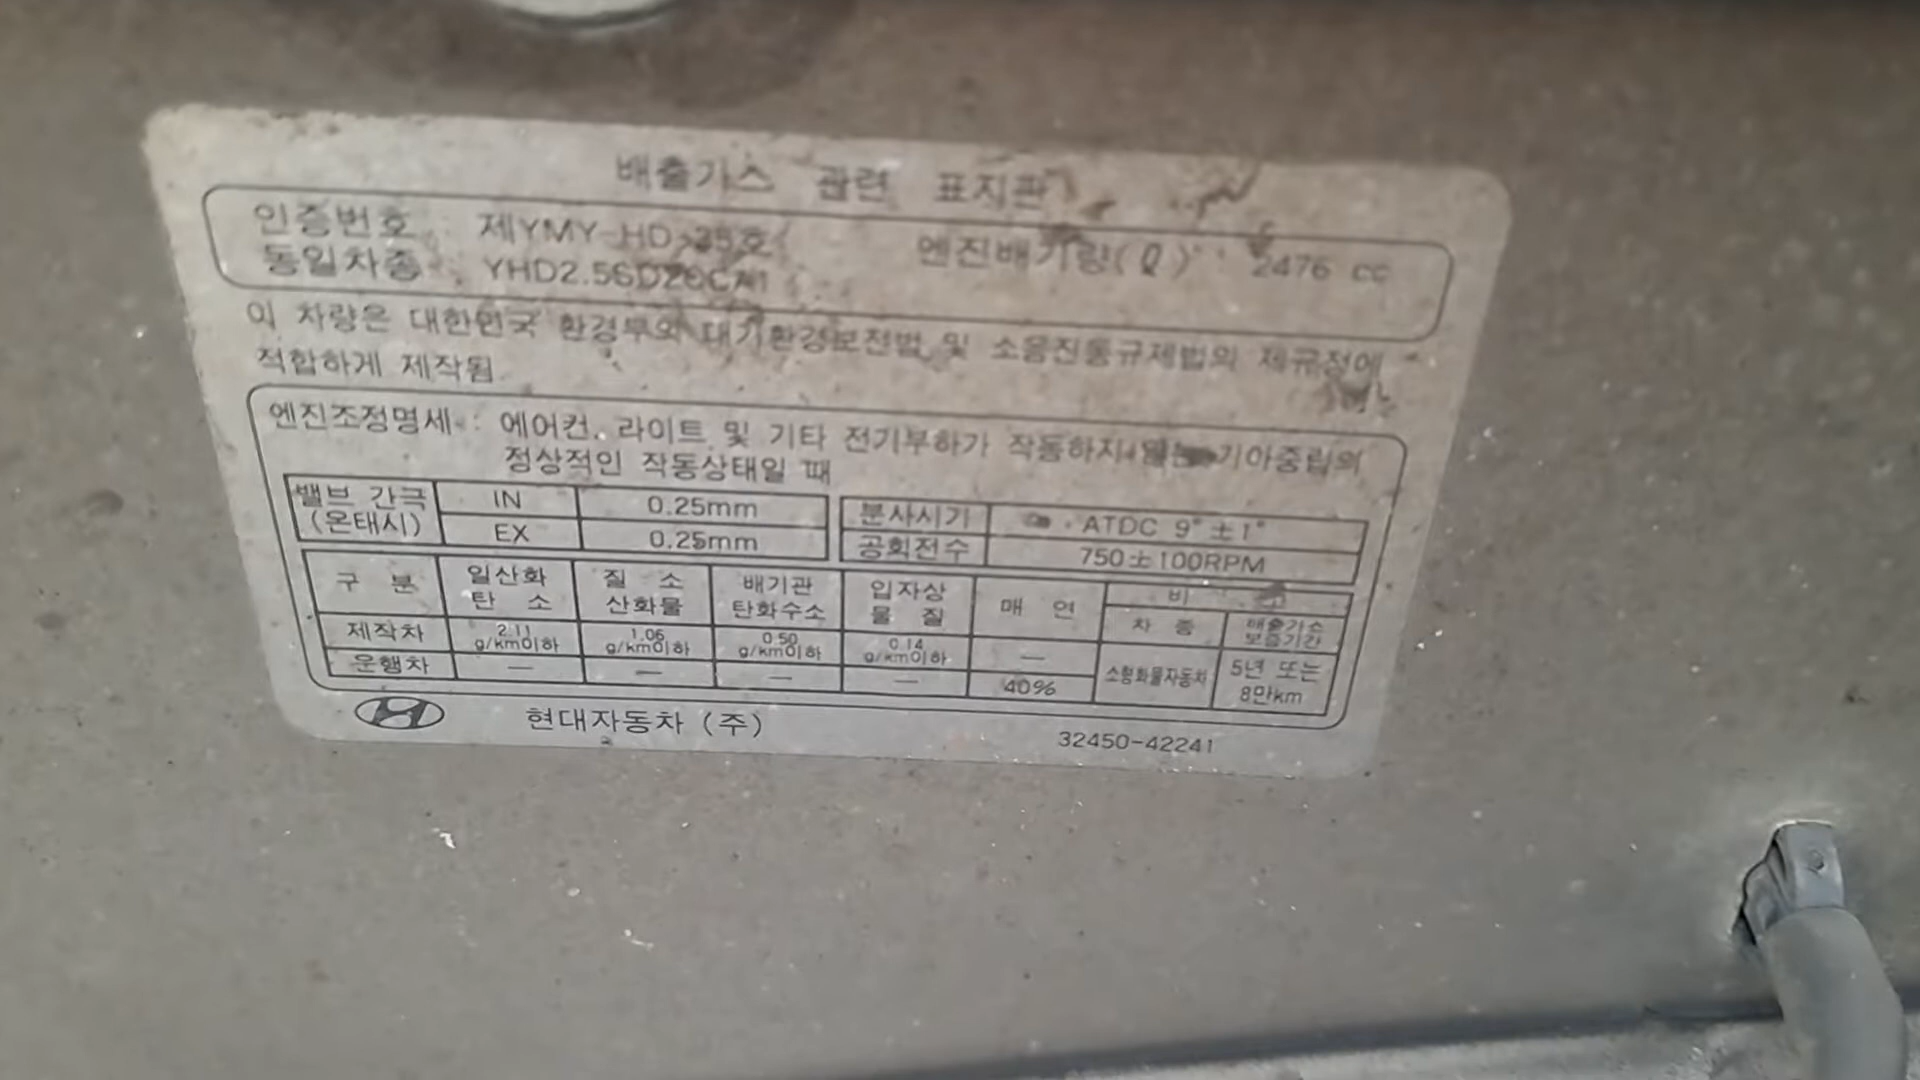 배출가스 관련 표지판
인증번호 : 제YMY-HD-35호 엔진배기량(ℓ) : 2476 cc
동일차종 :
이 차량은 대한민국 환경부의 대기환경보전법 및 소음진동규제법의 제규정에
적합하게 제작됨
엔진조정명세 : 에어컨, 라이트 및 기타 전기부하가 작동하지 않는 기아중립의
정상적인 작동상태일 때
밸브 간극 (온태시) IN 0.25mm 분사시기 ATDC 9°±1°
EX 0.25mm 공회전수 750±100RPM
구 분 일산화 탄 소 질 소 산화물 배기관 탄화수소 입자상 물 질 매 연 비 고
차 종 배출가스 보증기간
제작차 2.11 g/km이하 1.06 g/km이하 0.50 g/km이하 0.14 g/km이하 — 소형화물자동차 5년 또는 8만km
운행차 — — — — 40%
현대자동차 (주) 32450-42241